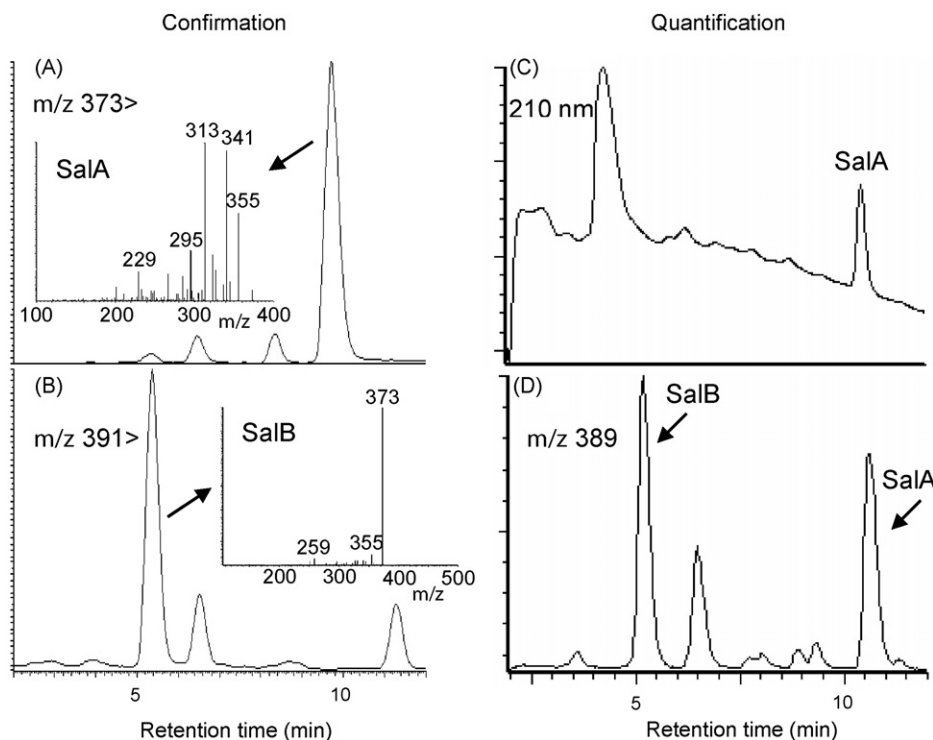 Confirmation
Quantification
(A)
m/z 373>
SalA
313
341
355
295
229
100 200 300 400
m/z
(B)
m/z 391>
SalB
373
355
259
200 300 400 500
m/z
5 10
Retention time (min)
(C)
210 nm
SalA
(D)
m/z 389
SalB
SalA
5 10
Retention time (min)